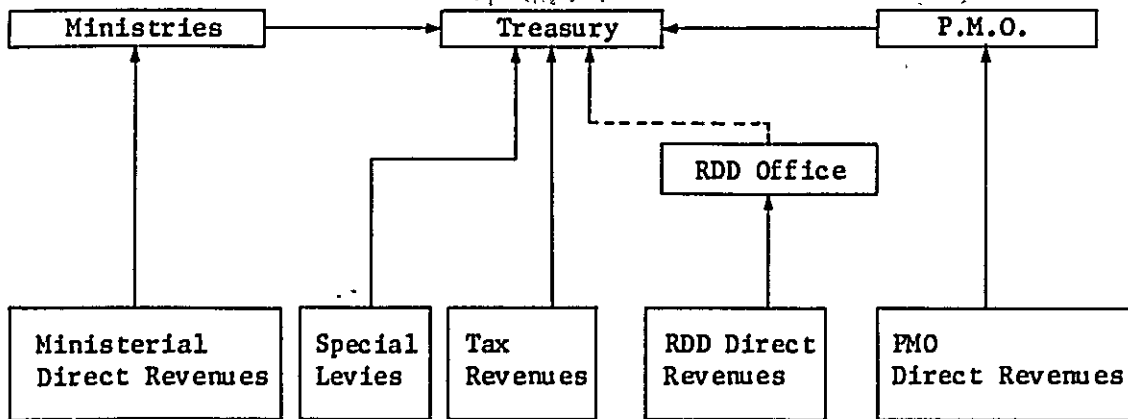 Ministries
Treasury
P.M.O.
RDD Office
Ministerial
Direct Revenues
Special
Levies
Tax
Revenues
RDD Direct
Revenues
PMO
Direct Revenues